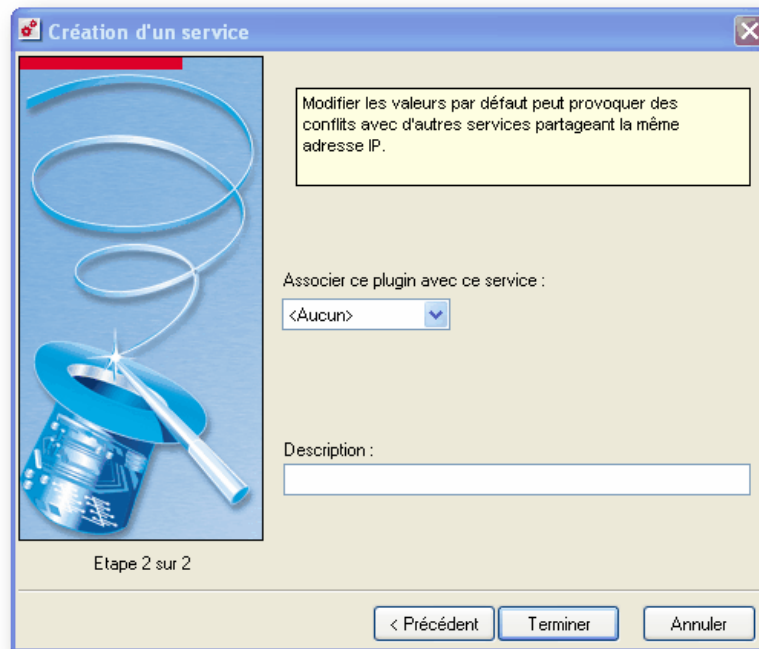 Création d'un service
Modifier les valeurs par défaut peut provoquer des
conflits avec d'autres services partageant la même
adresse IP.
Associer ce plugin avec ce service :
<Aucun>
Description :
Etape 2 sur 2
< Précédent
Terminer
Annuler